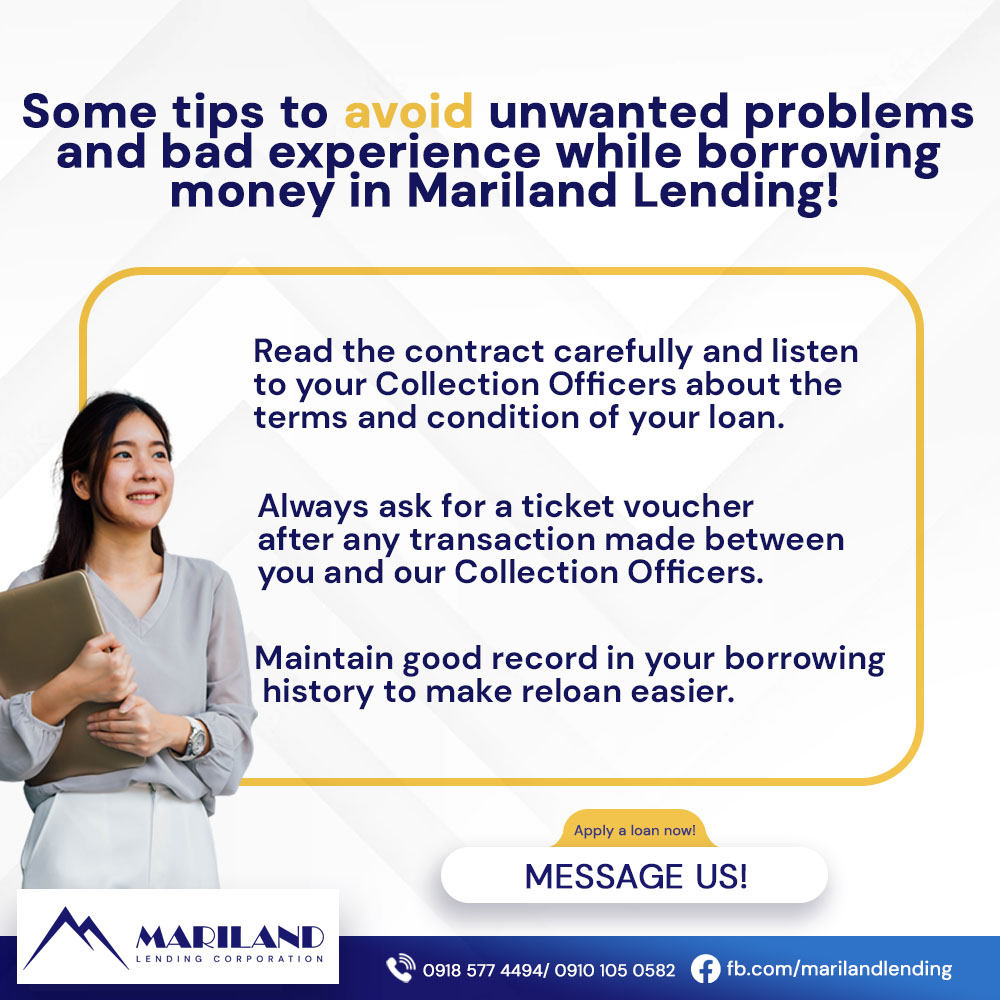 Some tips to avoid unwanted problems
and bad experience while borrowing
money in Mariland Lending!
Read the contract carefully and listen
to your Collection Officers about the
terms and condition of your loan.
Always ask for a ticket voucher
after any transaction made between
you and our Collection Officers.
Maintain good record in your borrowing
history to make reloan easier.
Apply a loan now!
MESSAGE US!
MARILAND
LENDING CORPORATION
0918 577 4494/ 0910 105 0582
fb.com/marilandlending